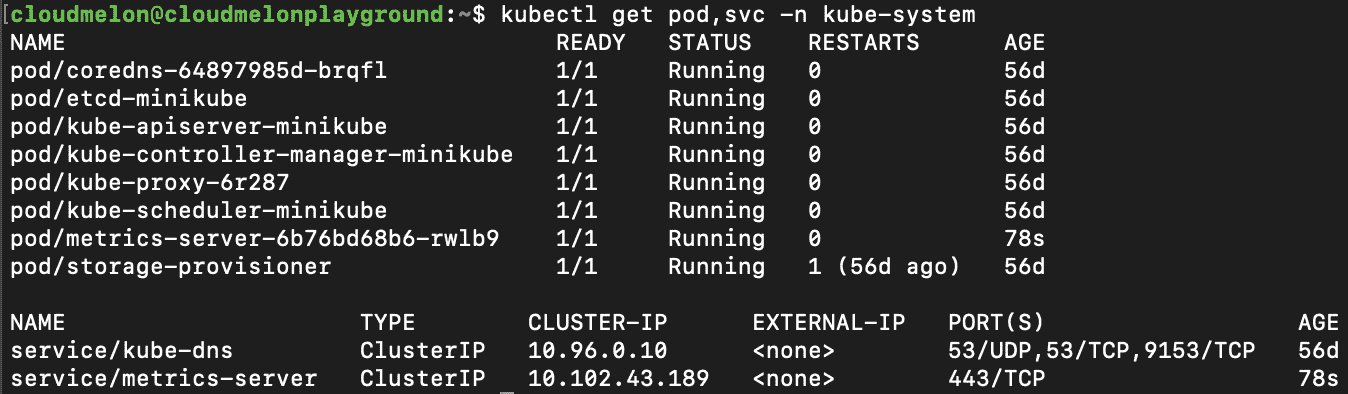 [cloudmelon@cloudmelonplayground:~$ kubectl get pod,svc -n kube-system
NAME READY STATUS RESTARTS AGE
pod/coredns-64897985d-brqfl 1/1 Running 0 56d
pod/etcd-minikube 1/1 Running 0 56d
pod/kube-apiserver-minikube 1/1 Running 0 56d
pod/kube-controller-manager-minikube 1/1 Running 0 56d
pod/kube-proxy-6r287 1/1 Running 0 56d
pod/kube-scheduler-minikube 1/1 Running 0 56d
pod/metrics-server-6b76bd68b6-rwlb9 1/1 Running 0 78s
pod/storage-provisioner 1/1 Running 1 (56d ago) 56d
NAME TYPE CLUSTER-IP EXTERNAL-IP PORT(S) AGE
service/kube-dns ClusterIP 10.96.0.10 <none> 53/UDP,53/TCP,9153/TCP 56d
service/metrics-server ClusterIP 10.102.43.189 <none> 443/TCP 78s